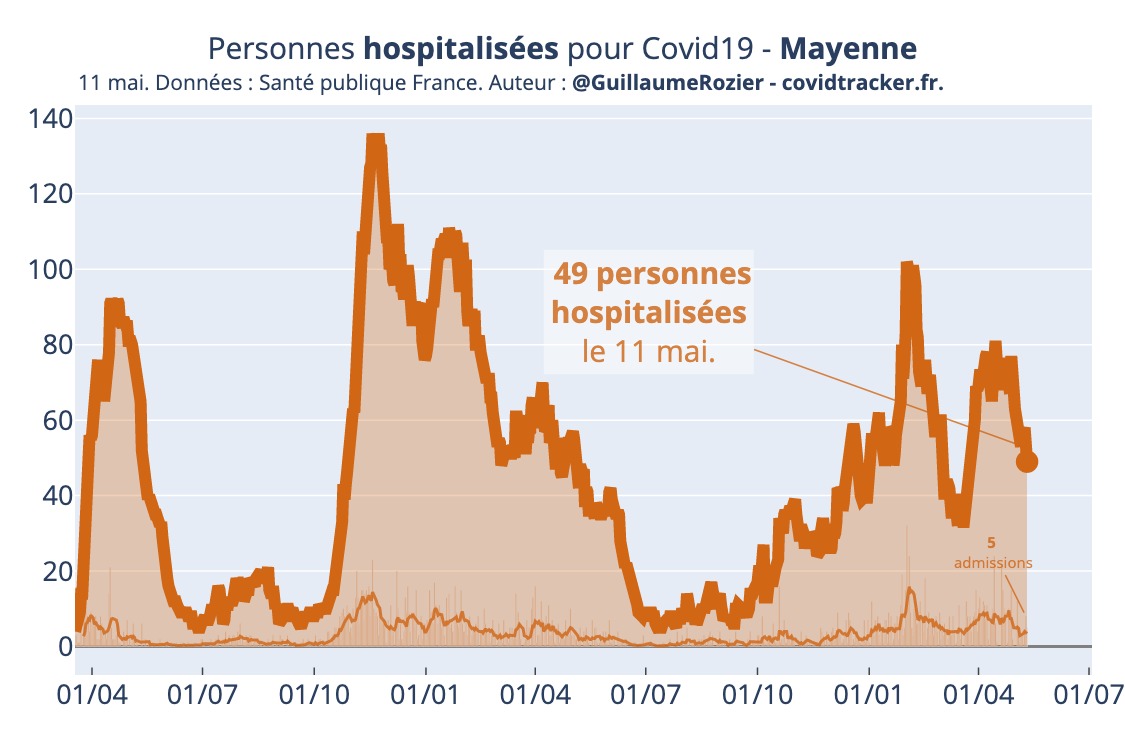 Personnes hospitalisées pour Covid19 - Mayenne
11 mai. Données : Santé publique France. Auteur : @GuillaumeRozier - covidtracker.fr.
140
120
100
80
60
40
20
0
49 personnes
hospitalisées
le 11 mai.
5
admissions
01/04 01/07 01/10 01/01 01/04 01/07 01/10 01/01 01/04 01/07